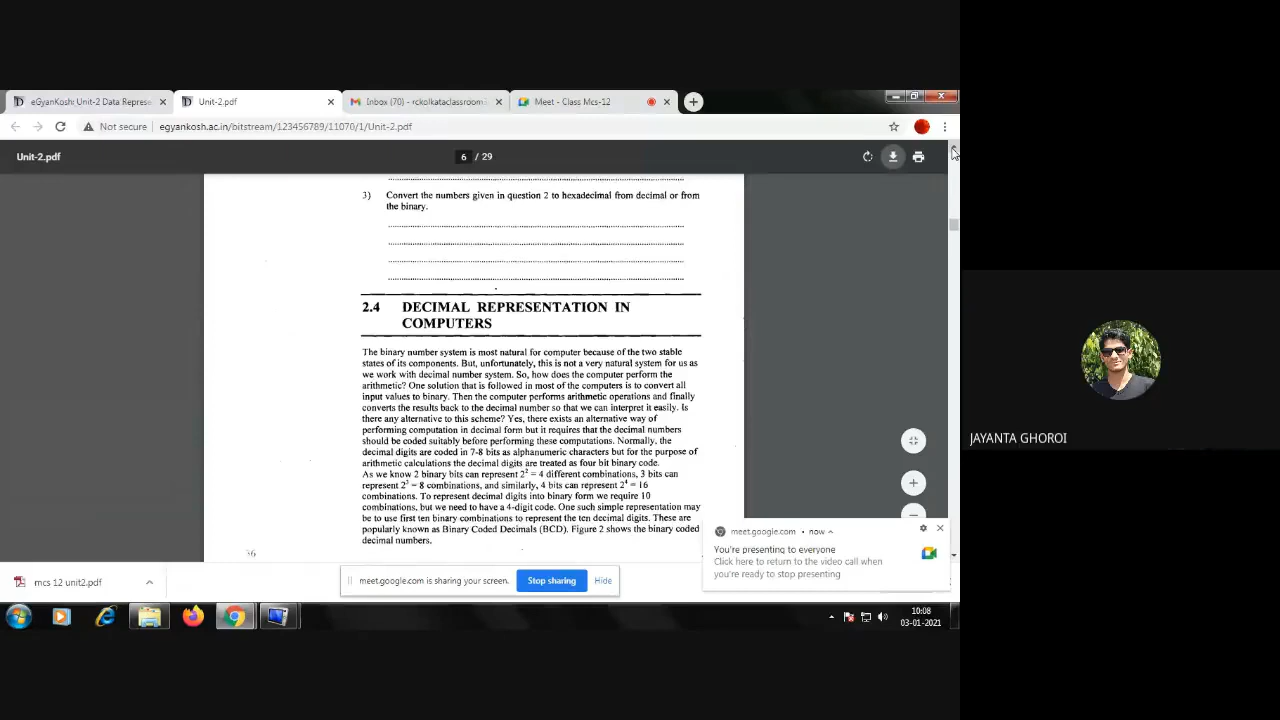 eGyanKosh: Unit-2 Data Represe
Unit-2.pdf
Inbox (70) - rckolkataclassroom
Meet - Class Mcs-12
Not secure
egyankosh.ac.in/bitstream/123456789/11070/1/Unit-2.pdf
Unit-2.pdf
6 / 29
3) Convert the numbers given in question 2 to hexadecimal from decimal or from
the binary.
2.4 DECIMAL REPRESENTATION IN
COMPUTERS
The binary number system is most natural for computer because of the two stable
states of its components. But, unfortunately, this is not a very natural system for us as
we work with decimal number system. So, how does the computer perform the
arithmetic? One solution that is followed in most of the computers is to convert all
input values to binary. Then the computer performs arithmetic operations and finally
converts the results back to the decimal number so that we can interpret it easily. Is
there any alternative to this scheme? Yes, there exists an alternative way of
performing computation in decimal form but it requires that the decimal numbers
should be coded suitably before performing these computations. Normally, the
decimal digits are coded in 7-8 bits as alphanumeric characters but for the purpose of
arithmetic calculations the decimal digits are treated as four bit binary code.
As we know 2 binary bits can represent 2² = 4 different combinations, 3 bits can
represent 2³ = 8 combinations, and similarly, 4 bits can represent 2⁴ = 16
combinations. To represent decimal digits into binary form we require 10
combinations, but we need to have a 4-digit code. One such simple representation may
be to use first ten binary combinations to represent the ten decimal digits. These are
popularly known as Binary Coded Decimals (BCD). Figure 2 shows the binary coded
decimal numbers.
36
JAYANTA GHOROI
meet.google.com • now
You're presenting to everyone
Click here to return to the video call when
you're ready to stop presenting
mcs 12 unit2.pdf
meet.google.com is sharing your screen.
Stop sharing
Hide
10:08
03-01-2021